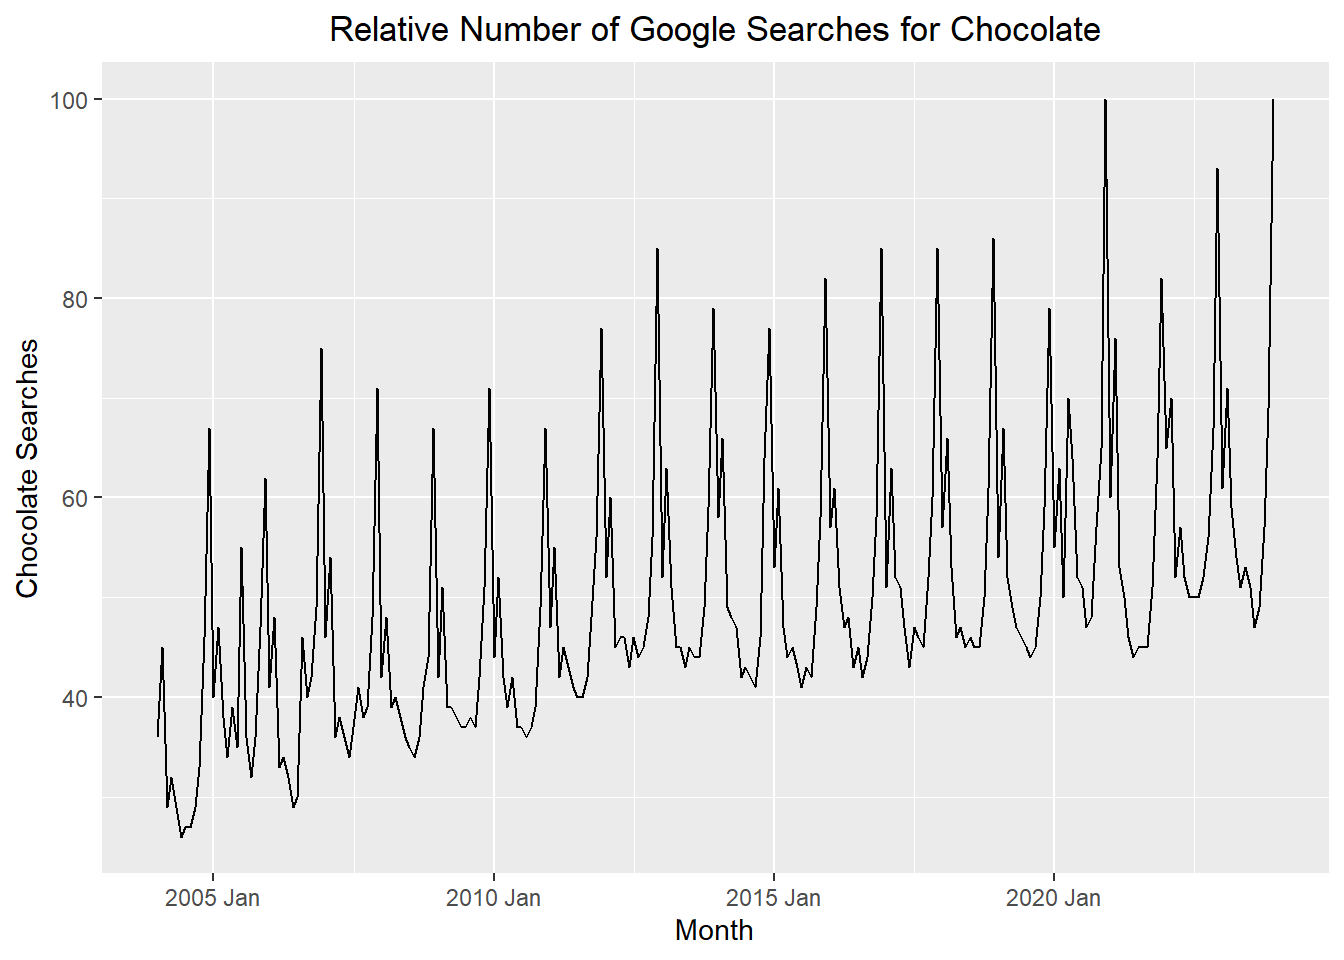 Relative Number of Google Searches for Chocolate
100
80
60
40
Chocolate Searches
2005 Jan
2010 Jan
2015 Jan
2020 Jan
Month